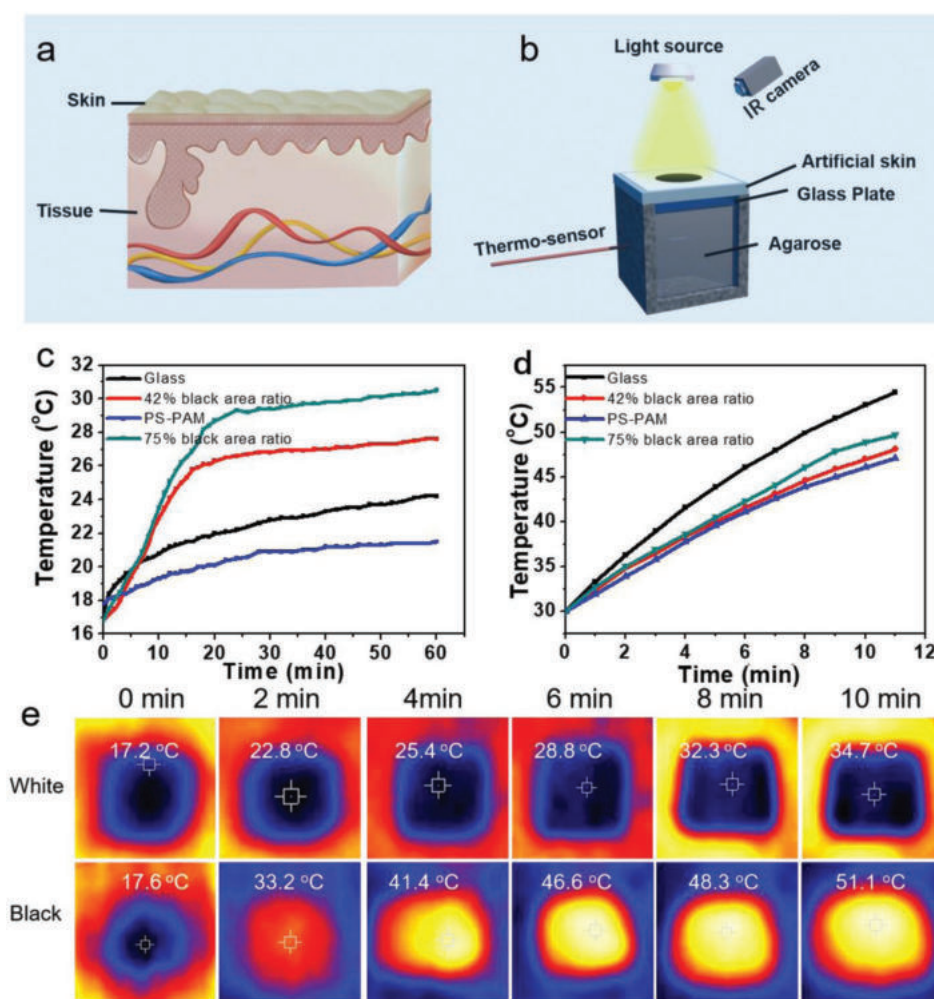 a
Skin
Tissue
b
Light source
IR camera
Artificial skin
Glass Plate
Thermo-sensor
Agarose
c
Temperature (°C)
32
30
28
26
24
22
20
18
16
Glass
42% black area ratio
PS-PAM
75% black area ratio
0 10 20 30 40 50 60
Time (min)
d
Temperature (°C)
55
50
45
40
35
30
Glass
42% black area ratio
PS-PAM
75% black area ratio
0 2 4 6 8 10 12
Time (min)
e
0 min 2 min 4min 6 min 8 min 10 min
White
17.2 °C 22.8 °C 25.4 °C 28.8 °C 32.3 °C 34.7 °C
Black
17.6 °C 33.2 °C 41.4 °C 46.6 °C 48.3 °C 51.1 °C